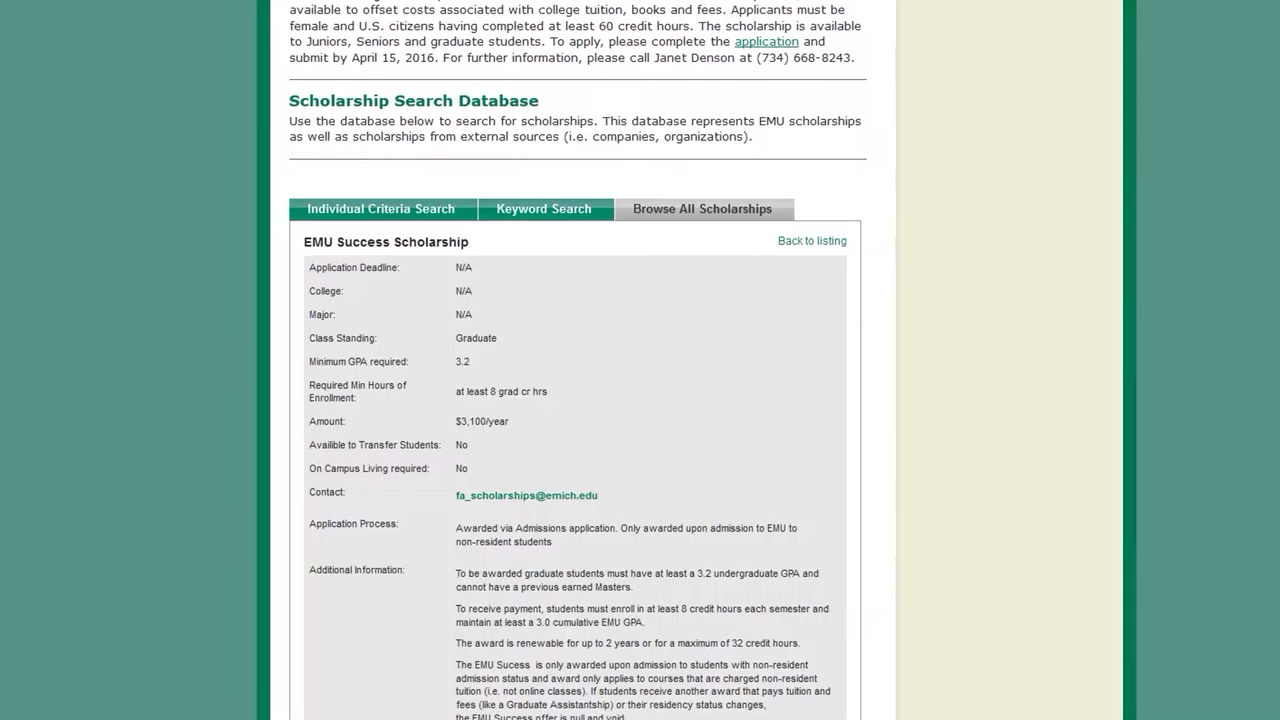 available to offset costs associated with college tuition, books and fees. Applicants must be
female and U.S. citizens having completed at least 60 credit hours. The scholarship is available
to Juniors, Seniors and graduate students. To apply, please complete the application and
submit by April 15, 2016. For further information, please call Janet Denson at (734) 668-8243.
Scholarship Search Database
Use the database below to search for scholarships. This database represents EMU scholarships
as well as scholarships from external sources (i.e. companies, organizations).
Individual Criteria Search Keyword Search Browse All Scholarships
EMU Success Scholarship Back to listing
Application Deadline: N/A
College: N/A
Major: N/A
Class Standing: Graduate
Minimum GPA required: 3.2
Required Min Hours of
Enrollment: at least 8 grad cr hrs
Amount: $3,100/year
Availible to Transfer Students: No
On Campus Living required: No
Contact: fa_scholarships@emich.edu
Application Process: Awarded via Admissions application. Only awarded upon admission to EMU to
non-resident students
Additional Information: To be awarded graduate students must have at least a 3.2 undergraduate GPA and
cannot have a previous earned Masters.
To receive payment, students must enroll in at least 8 credit hours each semester and
maintain at least a 3.0 cumulative EMU GPA.
The award is renewable for up to 2 years or for a maximum of 32 credit hours.
The EMU Sucess is only awarded upon admission to students with non-resident
admission status and award only applies to courses that are charged non-resident
tuition (i.e. not online classes). If students receive another award that pays tuition and
fees (like a Graduate Assistantship) or their residency status changes,
the EMU Success offer is null and void